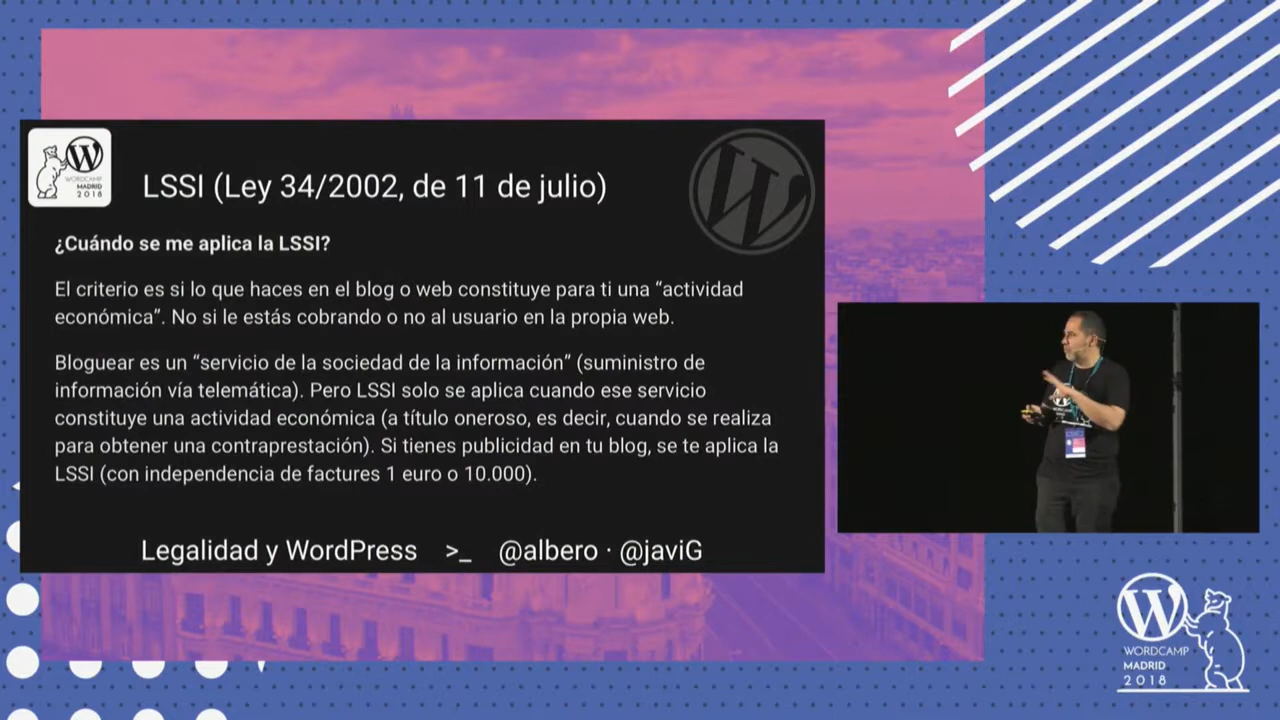 WORDCAMP
MADRID
2018
LSSI (Ley 34/2002, de 11 de julio)
¿Cuándo se me aplica la LSSI?
El criterio es si lo que haces en el blog o web constituye para ti una “actividad
económica”. No si le estás cobrando o no al usuario en la propia web.
Bloguear es un “servicio de la sociedad de la información” (suministro de
información vía telemática). Pero LSSI solo se aplica cuando ese servicio
constituye una actividad económica (a título oneroso, es decir, cuando se realiza
para obtener una contraprestación). Si tienes publicidad en tu blog, se te aplica la
LSSI (con independencia de factures 1 euro o 10.000).
Legalidad y WordPress >_ @albero · @javiG
WORDCAMP
MADRID
2018